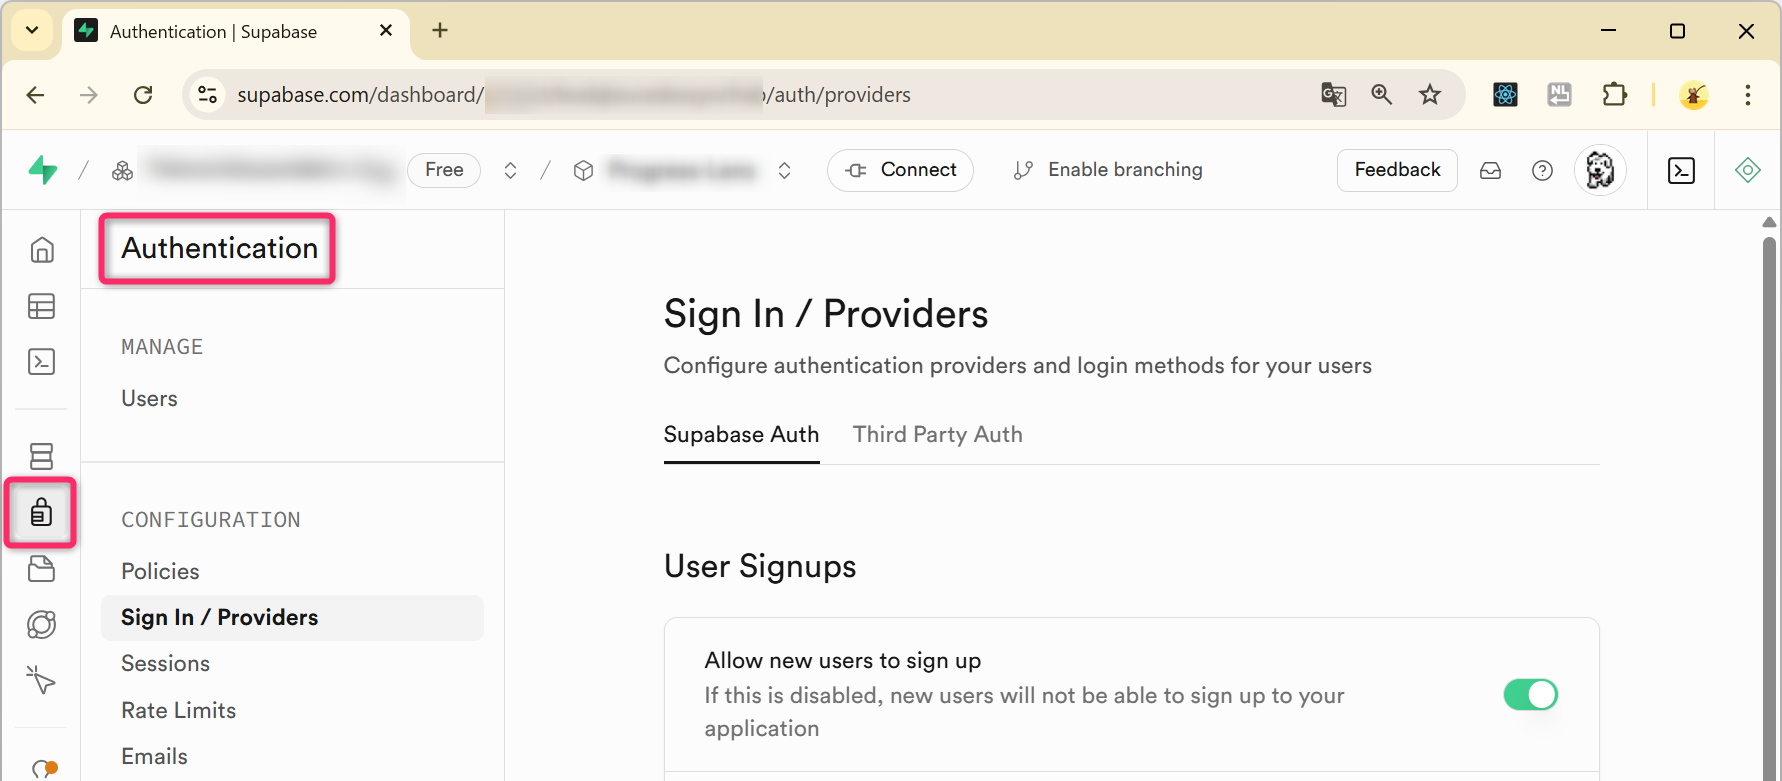 Authentication | Supabase
supabase.com/dashboard/
/auth/providers
Free
Connect
Enable branching
Feedback
Authentication
MANAGE
Users
CONFIGURATION
Policies
Sign In / Providers
Sessions
Rate Limits
Emails
Sign In / Providers
Configure authentication providers and login methods for your users
Supabase Auth
Third Party Auth
User Signups
Allow new users to sign up
If this is disabled, new users will not be able to sign up to your
application